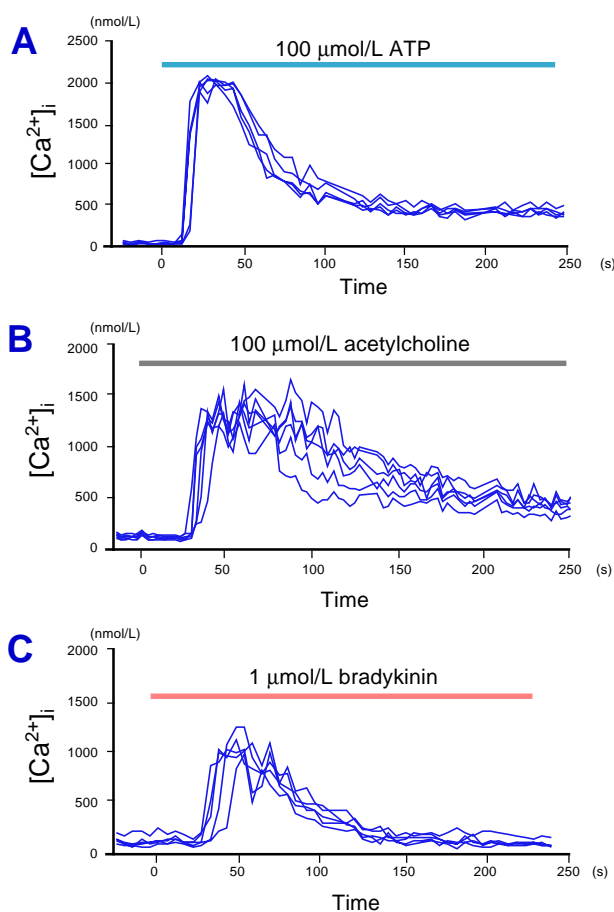 A
(nmol/L)
100 μmol/L ATP
2500
2000
1500
1000
500
0
[Ca²⁺]ᵢ
0 50 100 150 200 250 (s)
Time
B
(nmol/L)
100 μmol/L acetylcholine
2000
1500
1000
500
0
[Ca²⁺]ᵢ
0 50 100 150 200 250 (s)
Time
C
(nmol/L)
1 μmol/L bradykinin
2000
1500
1000
500
0
[Ca²⁺]ᵢ
0 50 100 150 200 250 (s)
Time